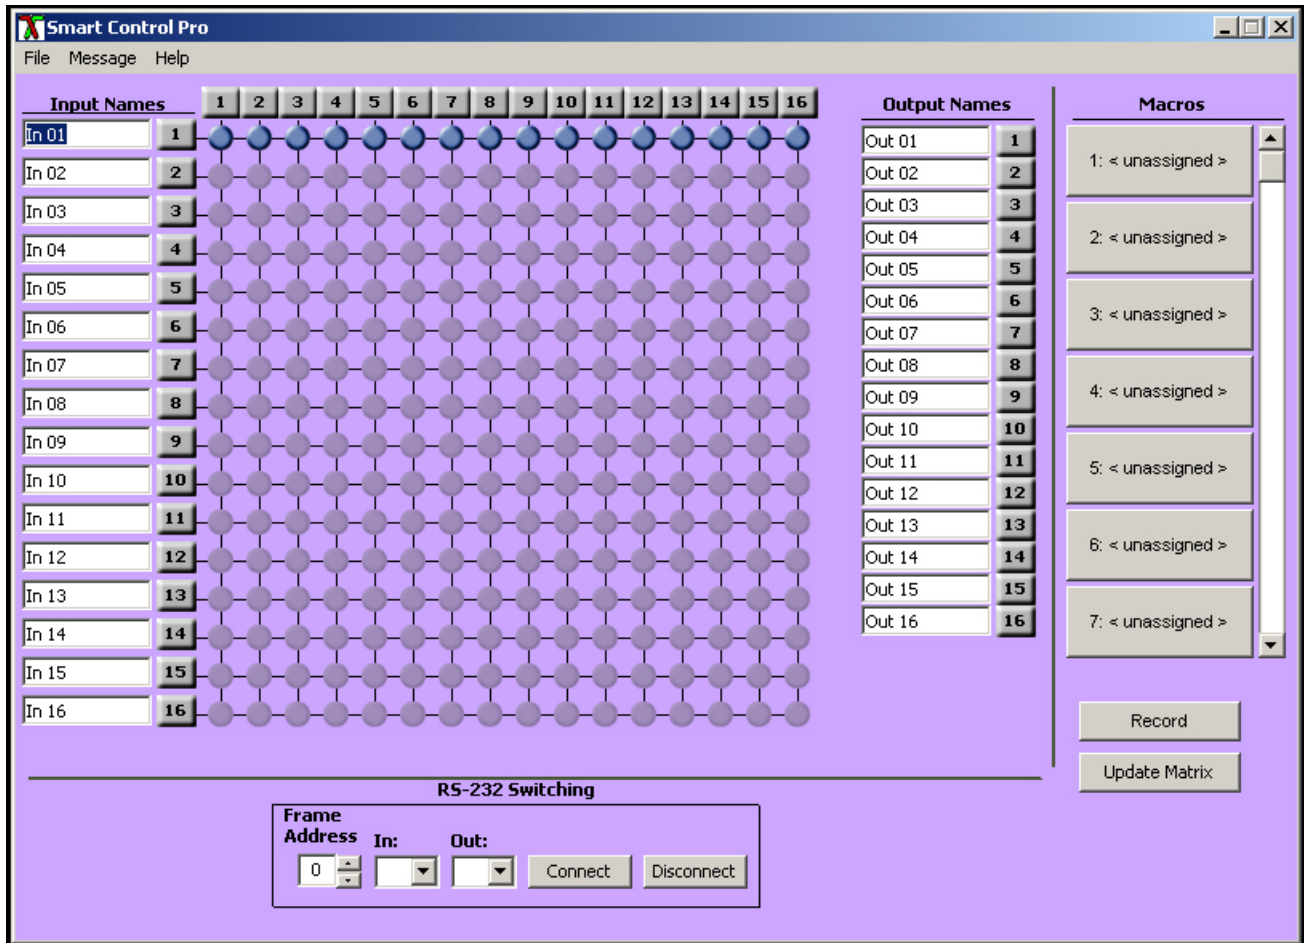 Smart Control Pro
File Message Help
Input Names
1 2 3 4 5 6 7 8 9 10 11 12 13 14 15 16
In 01 1
In 02 2
In 03 3
In 04 4
In 05 5
In 06 6
In 07 7
In 08 8
In 09 9
In 10 10
In 11 11
In 12 12
In 13 13
In 14 14
In 15 15
In 16 16
Output Names
Out 01 1
Out 02 2
Out 03 3
Out 04 4
Out 05 5
Out 06 6
Out 07 7
Out 08 8
Out 09 9
Out 10 10
Out 11 11
Out 12 12
Out 13 13
Out 14 14
Out 15 15
Out 16 16
Macros
1: < unassigned >
2: < unassigned >
3: < unassigned >
4: < unassigned >
5: < unassigned >
6: < unassigned >
7: < unassigned >
Record
Update Matrix
RS-232 Switching
Frame
Address In: Out:
0 Connect Disconnect